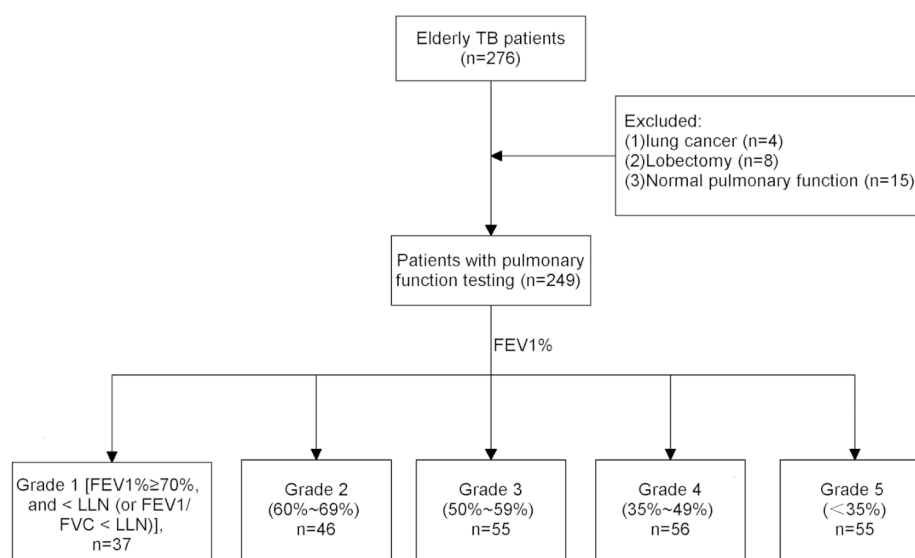 Elderly TB patients
(n=276)
Excluded:
(1)lung cancer (n=4)
(2)Lobectomy (n=8)
(3)Normal pulmonary function (n=15)
Patients with pulmonary
function testing (n=249)
FEV1%
Grade 1 [FEV1%≥70%,
and < LLN (or FEV1/
FVC < LLN)],
n=37
Grade 2
(60%~69%)
n=46
Grade 3
(50%~59%)
n=55
Grade 4
(35%~49%)
n=56
Grade 5
(<35%)
n=55